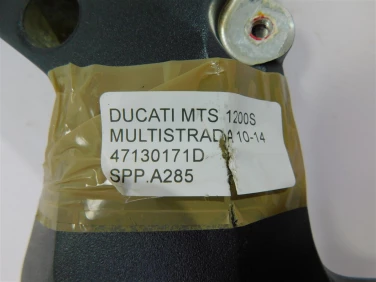 DUCATI MTS 1200S
MULTISTRADA 10-14
47130171D
SPP.A285